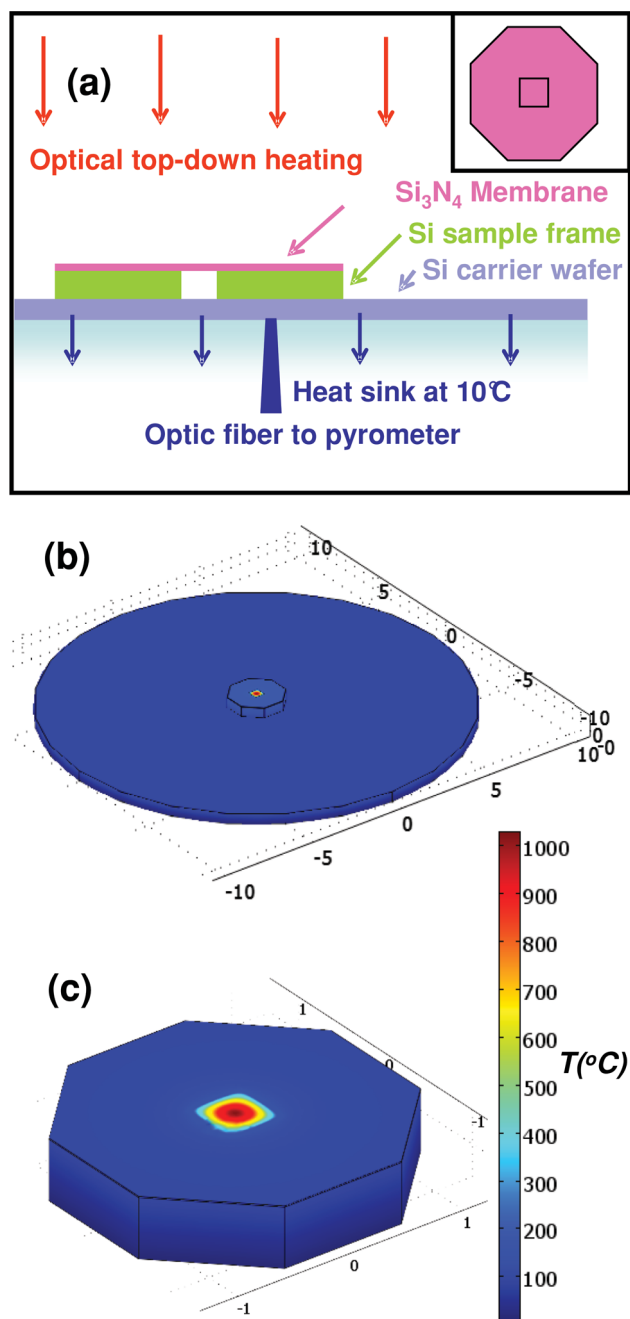 (a)
Optical top-down heating
Si3N4 Membrane
Si sample frame
Si carrier wafer
Heat sink at 10°C
Optic fiber to pyrometer
(b)
10
5
0
-5
-10
0
-0
10
5
0
-5
-10
(c)
1
0
-1
1
0
-1
1000
900
800
700
600
500
400
300
200
100
T(°C)